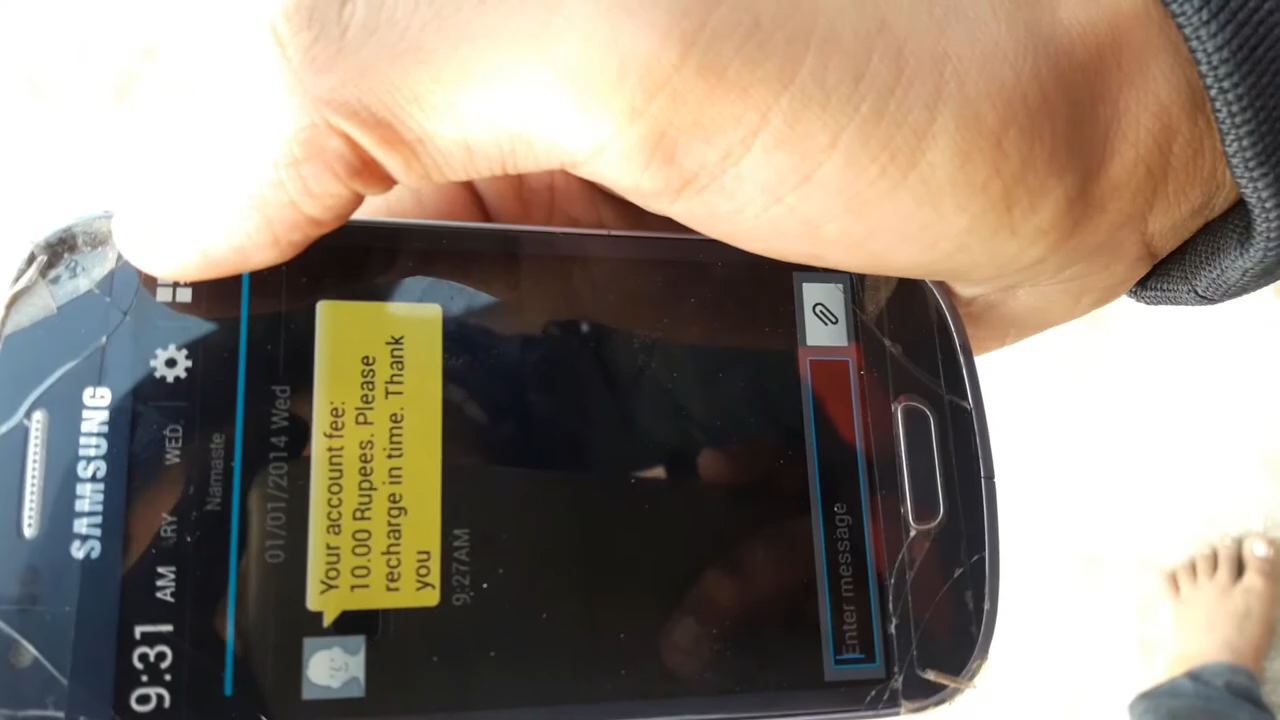 SAMSUNG
9:31 AM
ARY WED
Namaste
01/01/2014 Wed
Your account fee:
10.00 Rupees. Please
recharge in time. Thank
you
9:27AM
Enter message